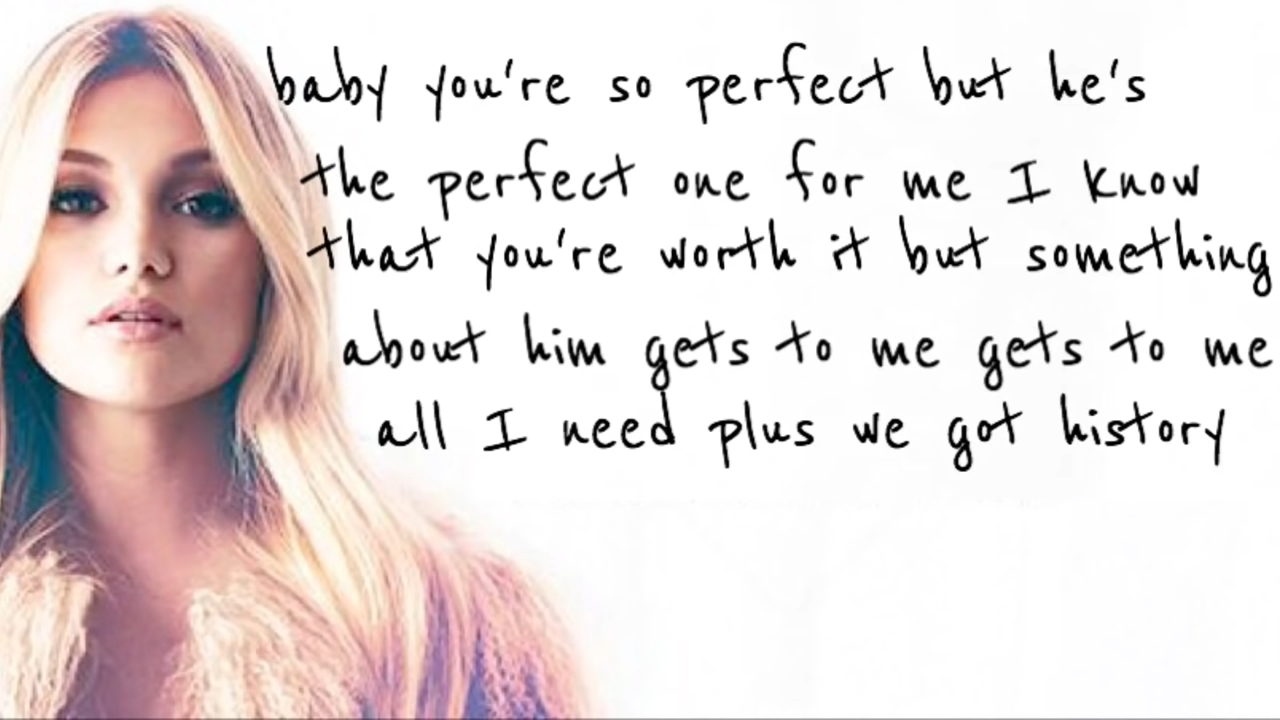 baby you're so perfect but he's
the perfect one for me I know
that you're worth it but something
about him gets to me gets to me
all I need plus we got history